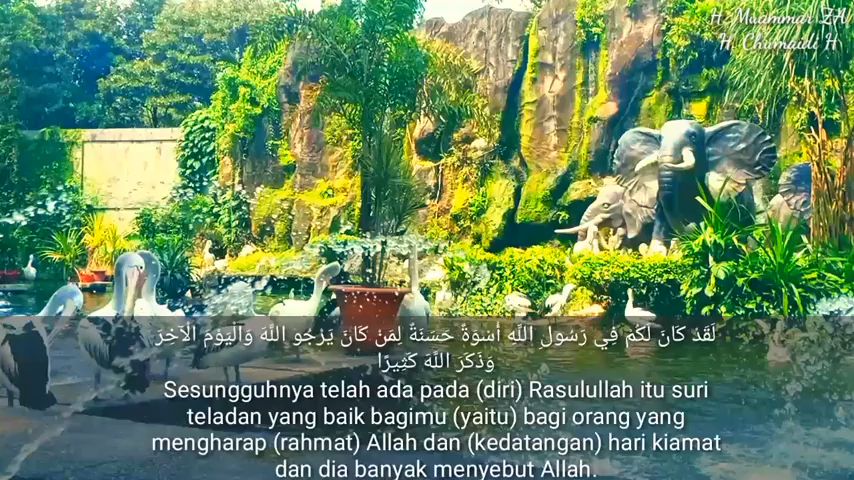 H. Muammar ZA
H. Chumaidi H
لَقَدْ كَانَ لَكُمْ فِي رَسُولِ اللَّهِ أُسْوَةٌ حَسَنَةٌ لِمَنْ كَانَ يَرْجُو اللَّهَ وَالْيَوْمَ الْآخِرَ
وَذَكَرَ اللَّهَ كَثِيرًا
Sesungguhnya telah ada pada (diri) Rasulullah itu suri
teladan yang baik bagimu (yaitu) bagi orang yang
mengharap (rahmat) Allah dan (kedatangan) hari kiamat
dan dia banyak menyebut Allah.